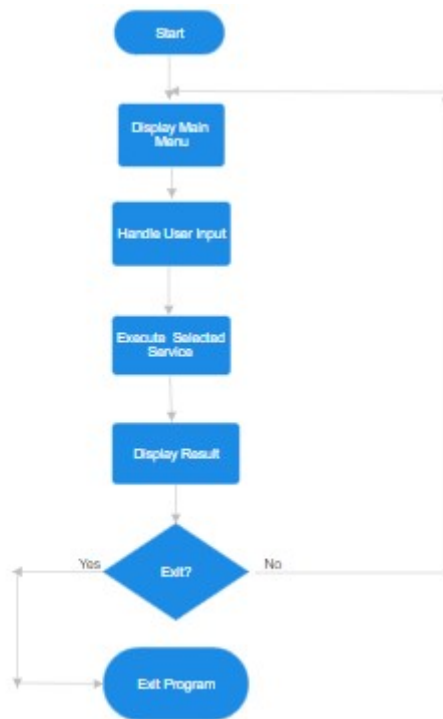 Start
Display Main
Menu
Handle User Input
Execute Selected
Service
Display Result
Yes
Exit?
No
Exit Program